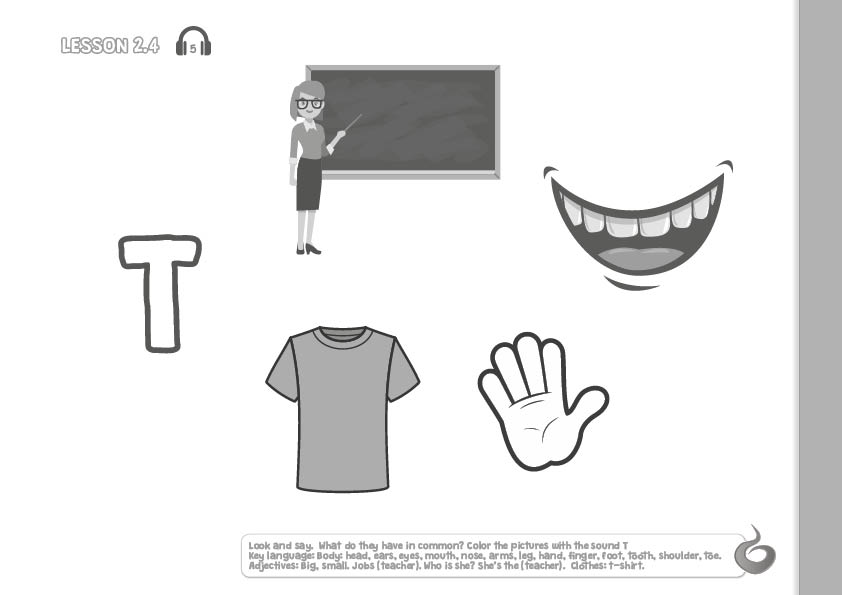 LESSON 2.4
5
T
Look and say. What do they have in common? Color the pictures with the sound T
Key language: Body: head, ears, eyes, mouth, nose, arms, leg, hand, finger, foot, tooth, shoulder, toe.
Adjectives: Big, small. Jobs (teacher). Who is she? She's the (teacher). Clothes: t-shirt.